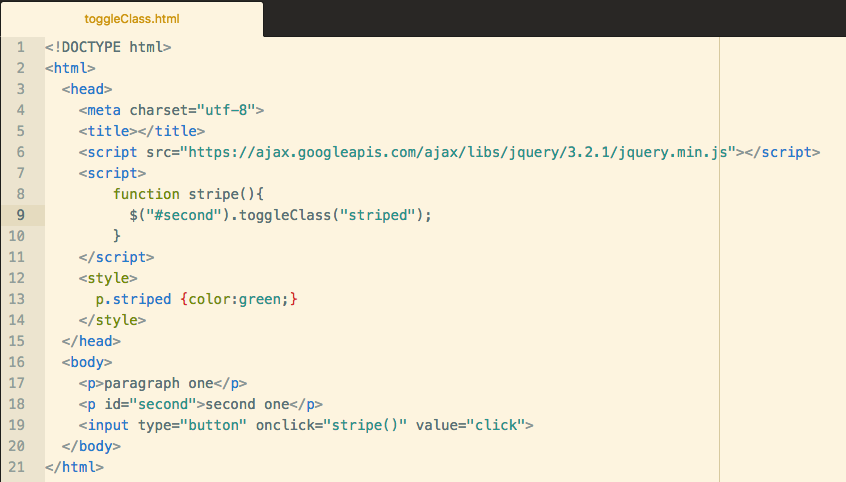 toggleClass.html
1 <!DOCTYPE html>
2 <html>
3   <head>
4     <meta charset="utf-8">
5     <title></title>
6     <script src="https://ajax.googleapis.com/ajax/libs/jquery/3.2.1/jquery.min.js"></script>
7     <script>
8         function stripe(){
9           $("#second").toggleClass("striped");
10         }
11     </script>
12     <style>
13       p.striped {color:green;}
14     </style>
15   </head>
16   <body>
17     <p>paragraph one</p>
18     <p id="second">second one</p>
19     <input type="button" onclick="stripe()" value="click">
20   </body>
21 </html>